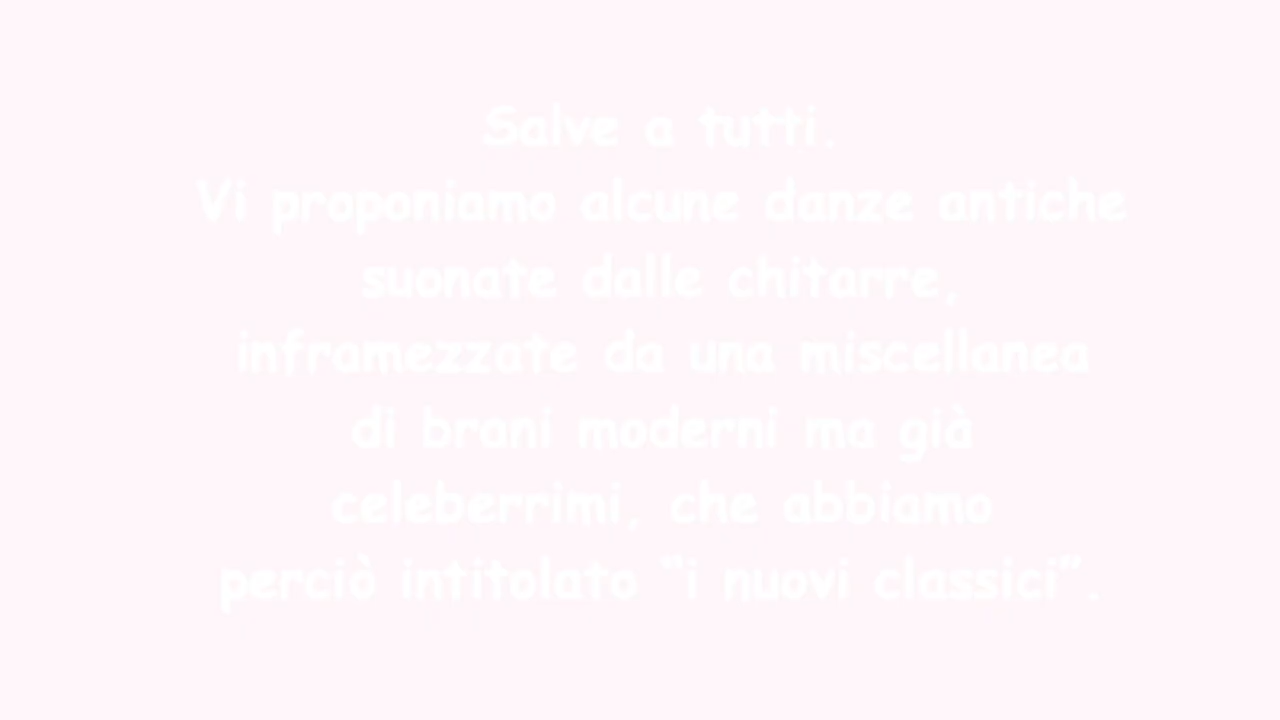 Salve a tutti.
Vi proponiamo alcune danze antiche
suonate dalle chitarre,
inframezzate da una miscellanea
di brani moderni ma già
celeberrimi, che abbiamo
perciò intitolato “i nuovi classici”.